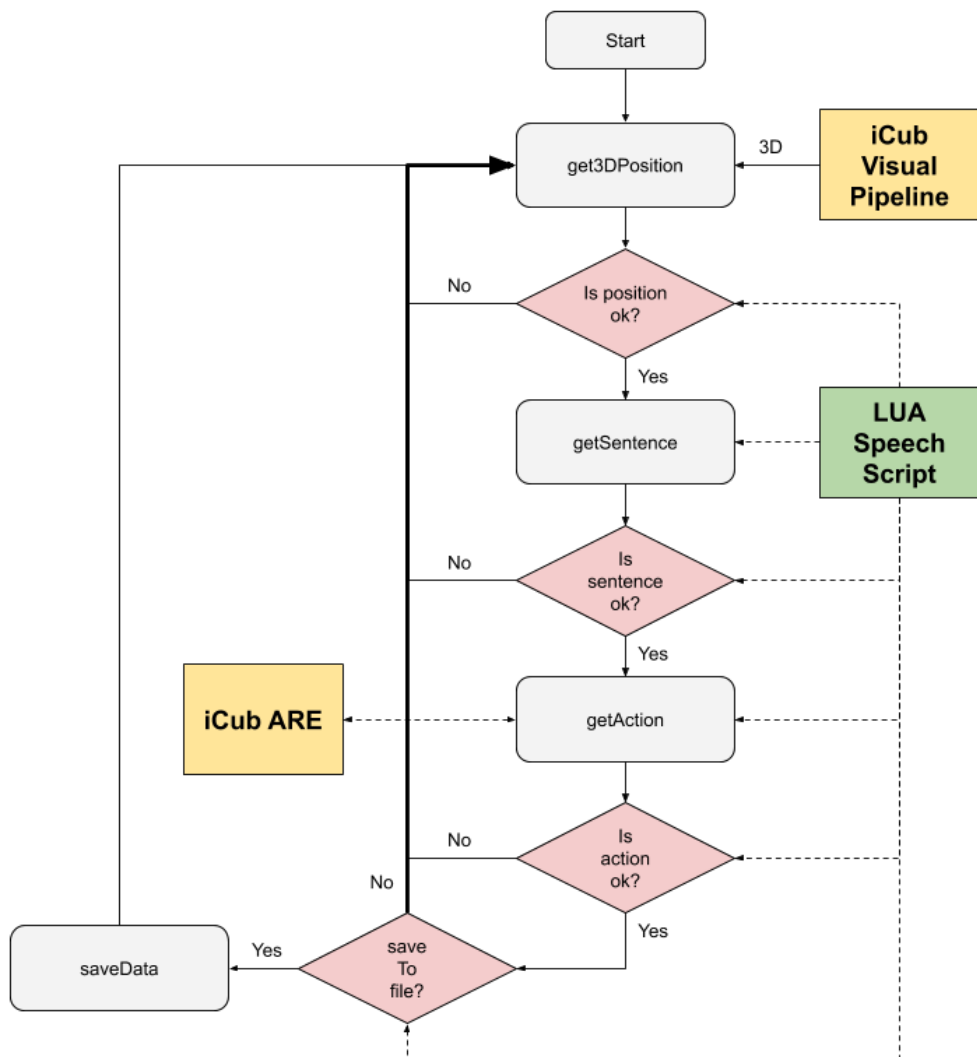 Start
get3DPosition
3D
iCub
Visual
Pipeline
No
Is position
ok?
Yes
getSentence
LUA
Speech
Script
No
Is
sentence
ok?
Yes
iCub ARE
getAction
No
Is
action
ok?
No
Yes
saveData
Yes
save
To
file?